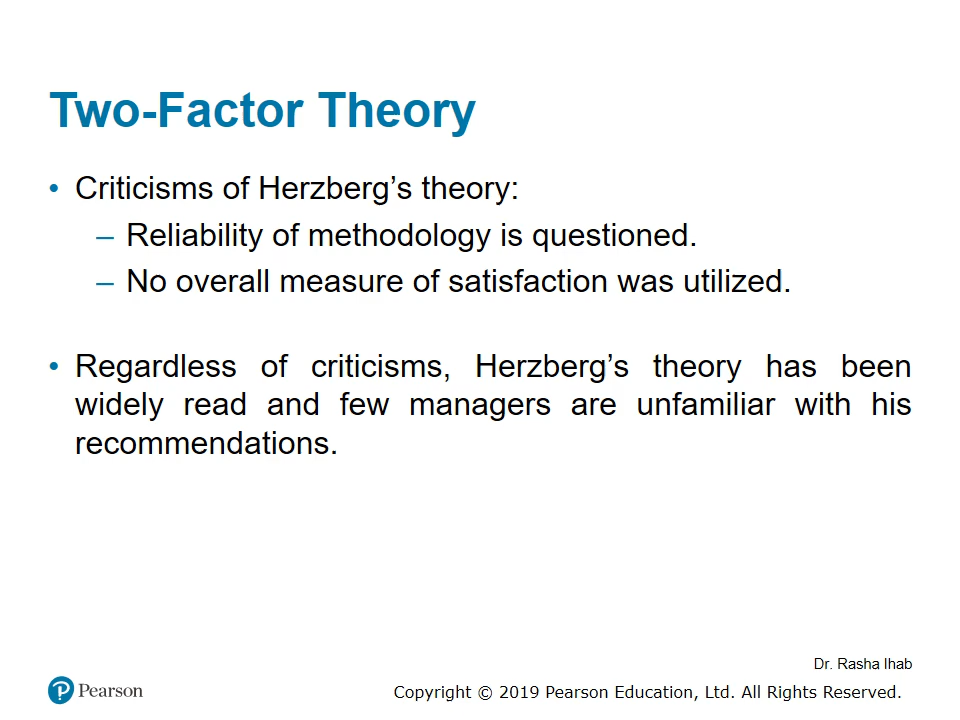 Two-Factor Theory
• Criticisms of Herzberg’s theory:
– Reliability of methodology is questioned.
– No overall measure of satisfaction was utilized.
• Regardless of criticisms, Herzberg’s theory has been
widely read and few managers are unfamiliar with his
recommendations.
Dr. Rasha Ihab
Pearson
Copyright © 2019 Pearson Education, Ltd. All Rights Reserved.